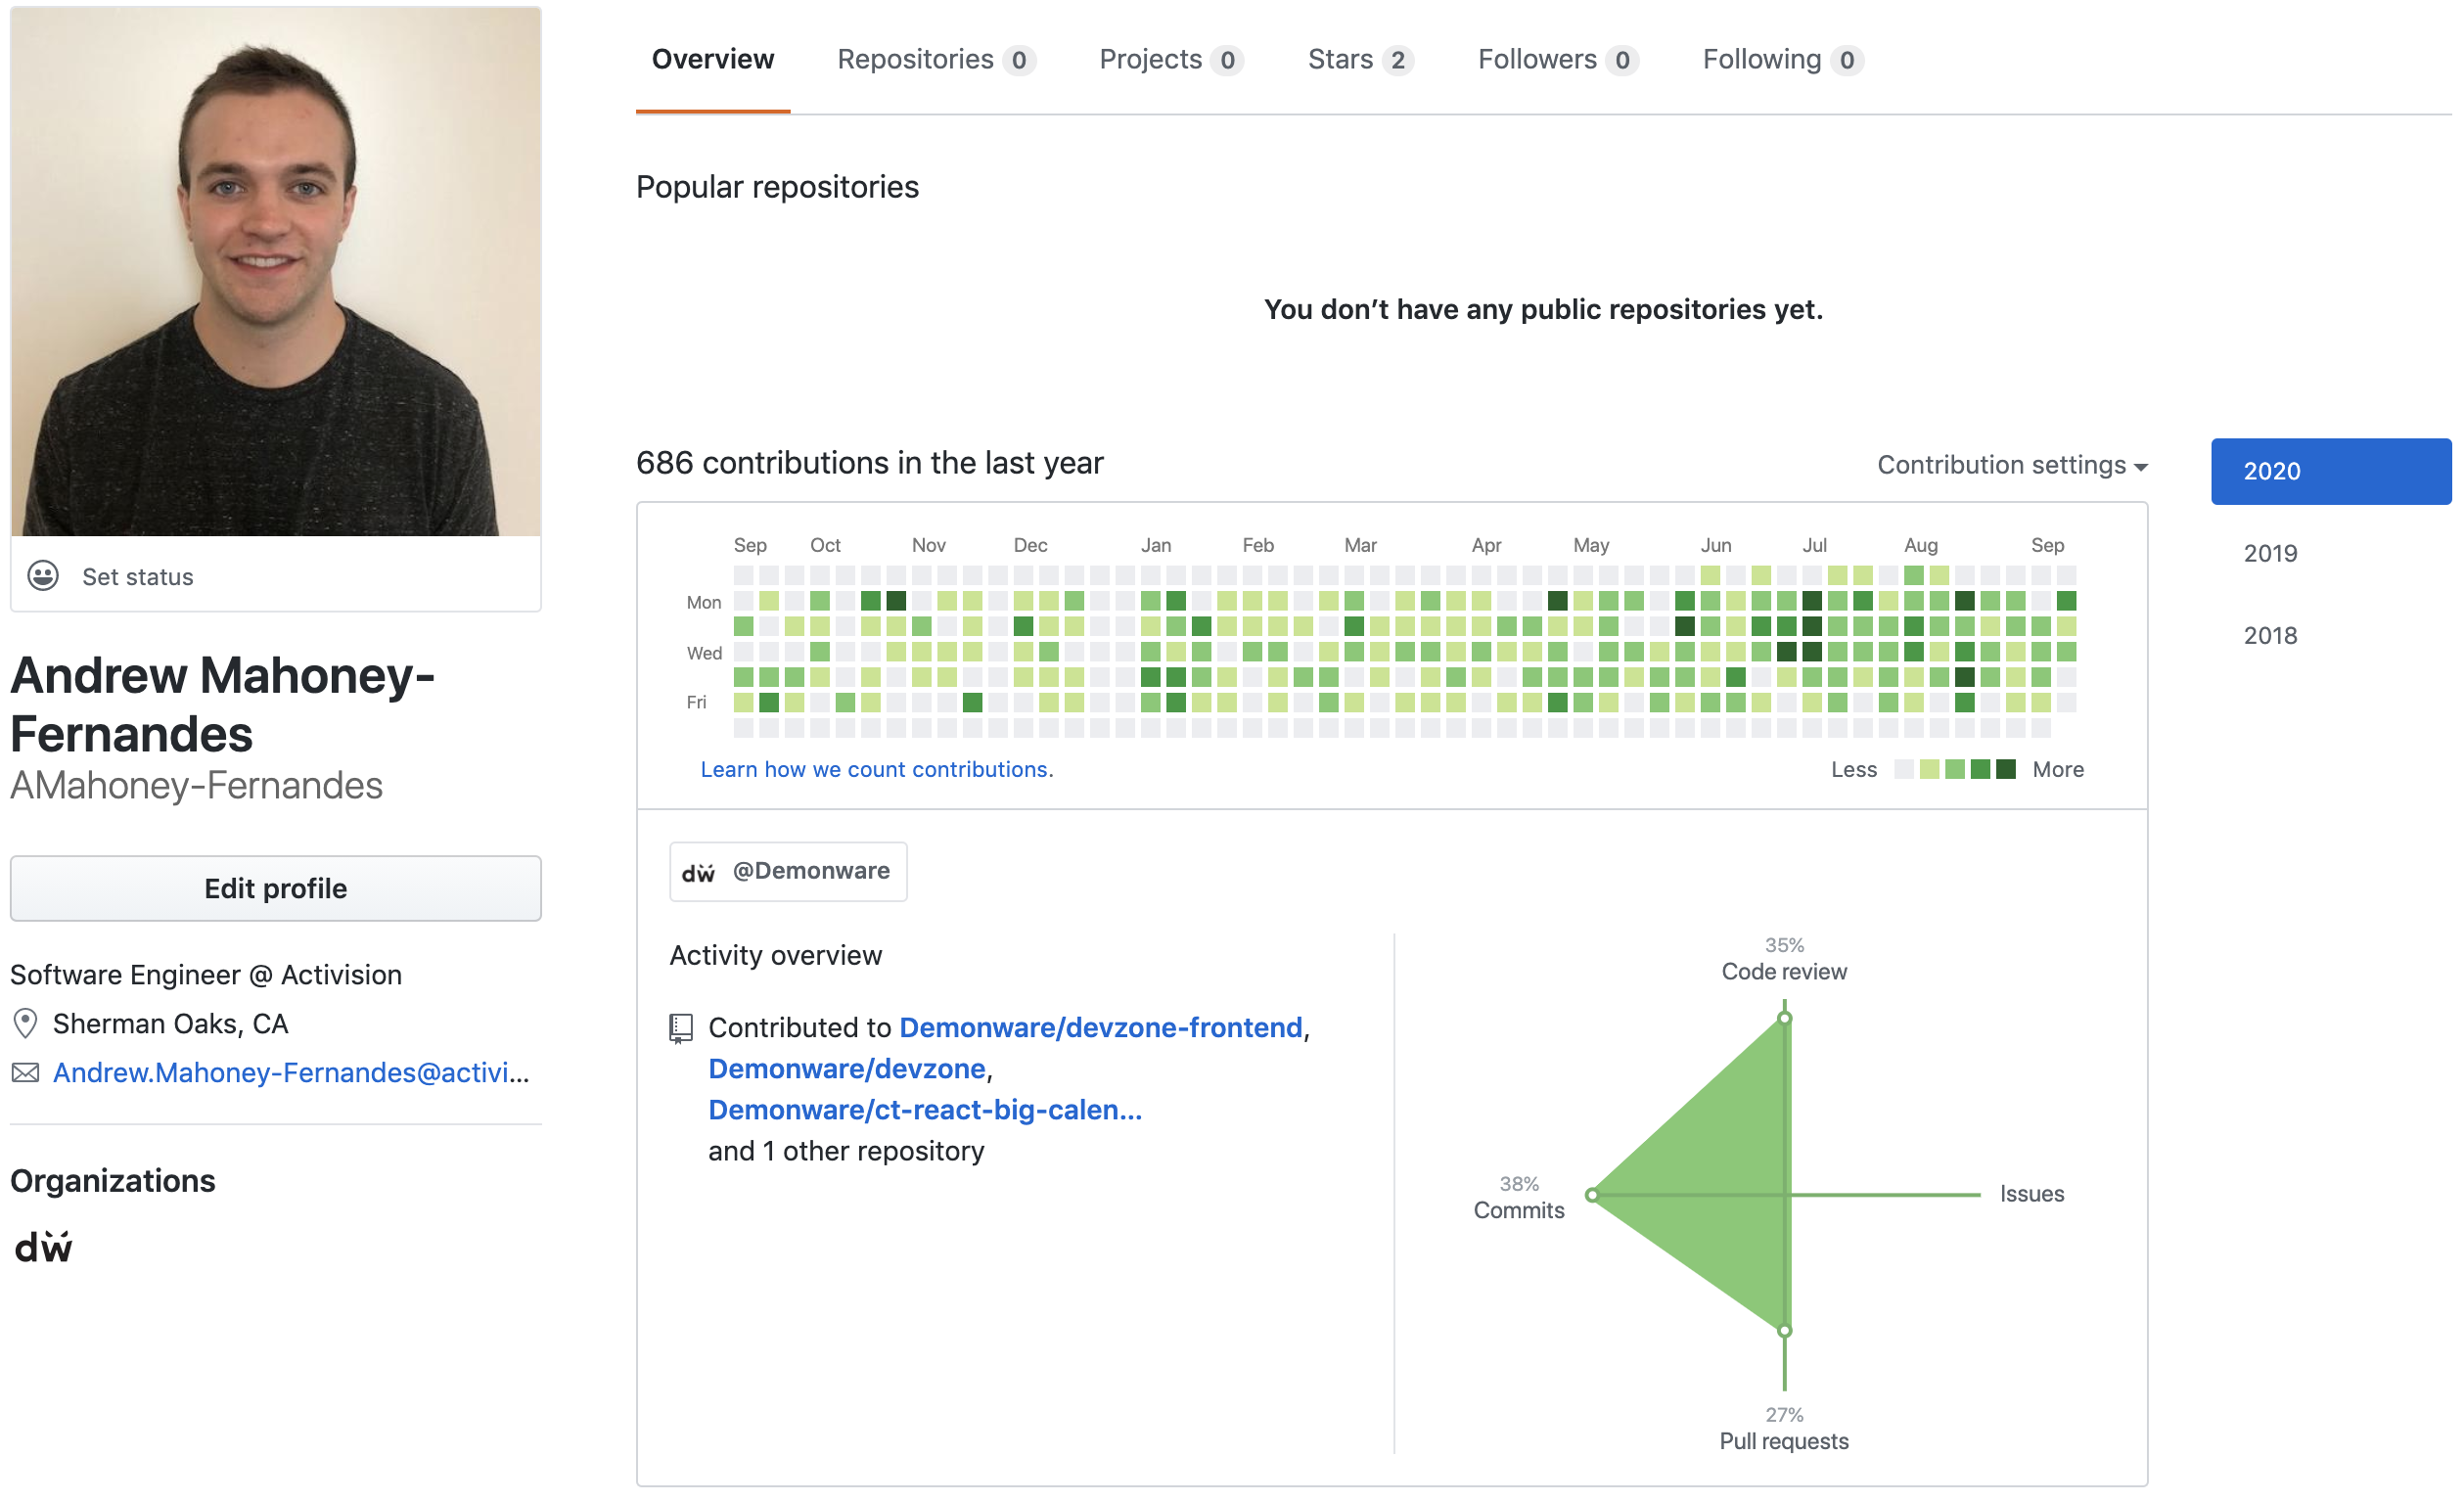 Overview
Repositories 0
Projects 0
Stars 2
Followers 0
Following 0
Set status
Andrew Mahoney-
Fernandes
AMahoney-Fernandes
Edit profile
Software Engineer @ Activision
Sherman Oaks, CA
Andrew.Mahoney-Fernandes@activi...
Organizations
dw
Popular repositories
You don’t have any public repositories yet.
686 contributions in the last year
Contribution settings
2020
2019
2018
Sep Oct Nov Dec Jan Feb Mar Apr May Jun Jul Aug Sep
Mon
Wed
Fri
Learn how we count contributions.
Less More
dw @Demonware
Activity overview
Contributed to Demonware/devzone-frontend,
Demonware/devzone,
Demonware/ct-react-big-calen...
and 1 other repository
35%
Code review
38%
Commits
Issues
27%
Pull requests